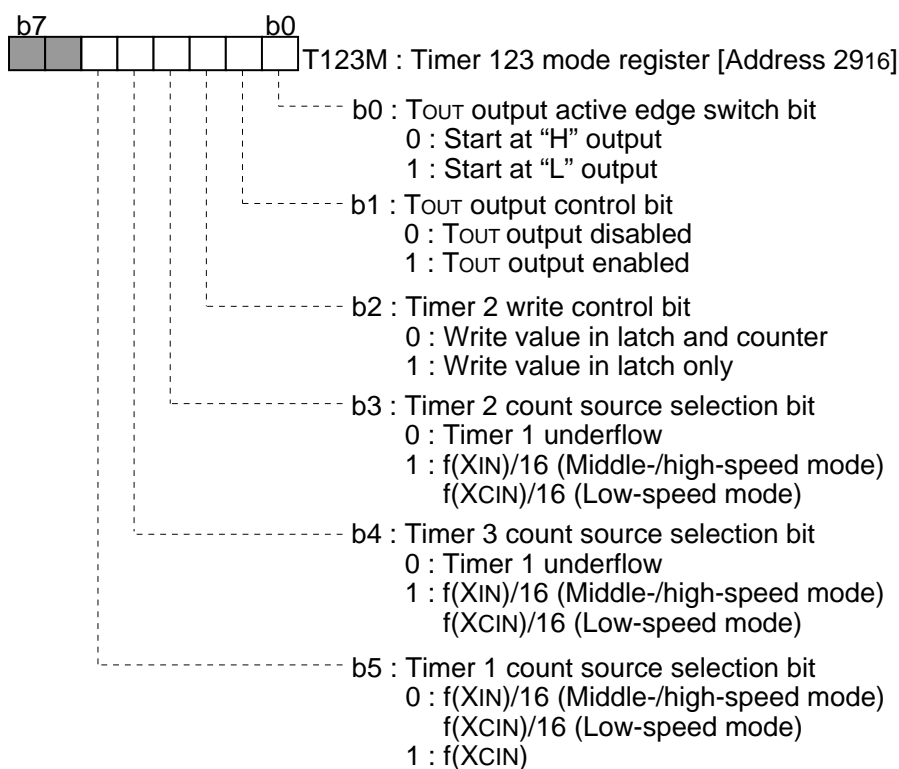 b7 b0
T123M : Timer 123 mode register [Address 2916]
b0 : TOUT output active edge switch bit
0 : Start at “H” output
1 : Start at “L” output
b1 : TOUT output control bit
0 : TOUT output disabled
1 : TOUT output enabled
b2 : Timer 2 write control bit
0 : Write value in latch and counter
1 : Write value in latch only
b3 : Timer 2 count source selection bit
0 : Timer 1 underflow
1 : f(XIN)/16 (Middle-/high-speed mode)
f(XCIN)/16 (Low-speed mode)
b4 : Timer 3 count source selection bit
0 : Timer 1 underflow
1 : f(XIN)/16 (Middle-/high-speed mode)
f(XCIN)/16 (Low-speed mode)
b5 : Timer 1 count source selection bit
0 : f(XIN)/16 (Middle-/high-speed mode)
f(XCIN)/16 (Low-speed mode)
1 : f(XCIN)